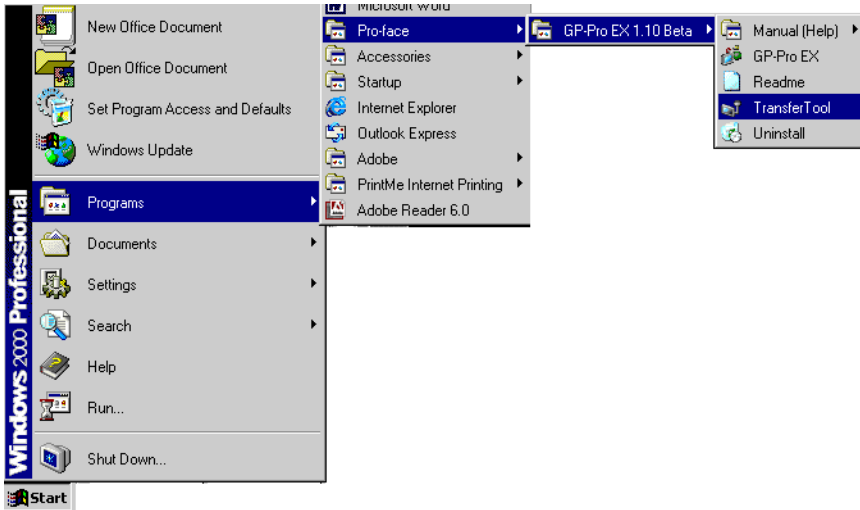 New Office Document
Open Office Document
Set Program Access and Defaults
Windows Update
Programs
Documents
Settings
Search
Help
Run...
Shut Down...
Windows 2000 Professional
Start
Microsoft Word
Pro-face
Accessories
Startup
Internet Explorer
Outlook Express
Adobe
PrintMe Internet Printing
Adobe Reader 6.0
GP-Pro EX 1.10 Beta
Manual (Help)
GP-Pro EX
Readme
TransferTool
Uninstall